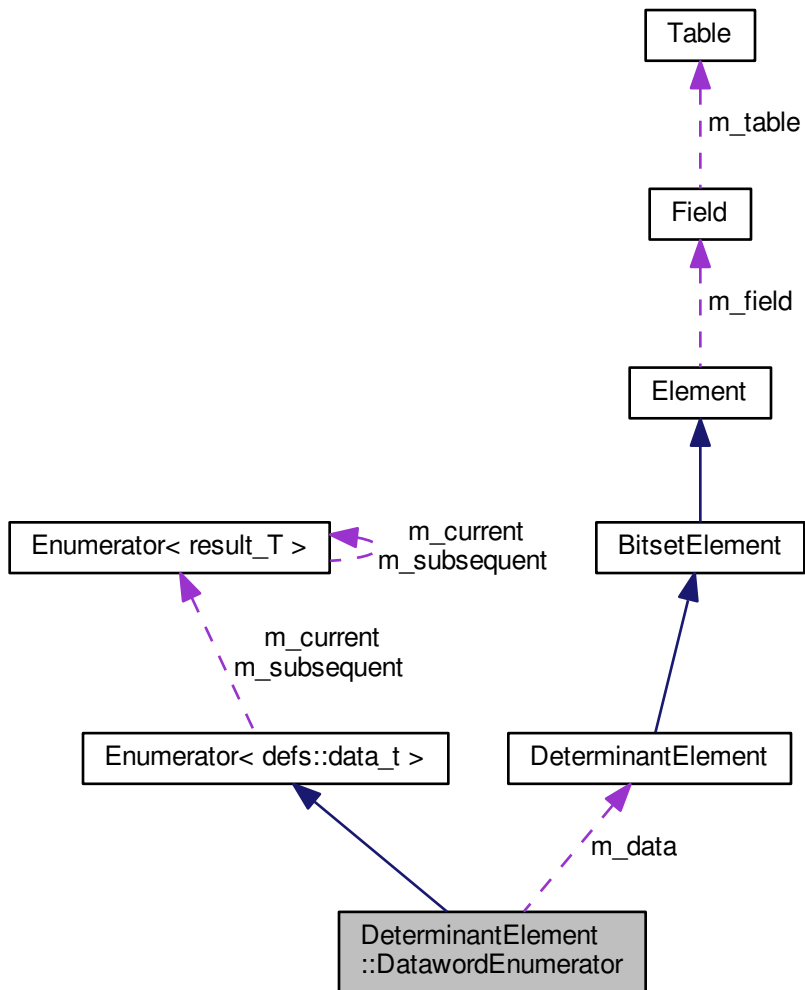 Table
m_table
Field
m_field
Element
Enumerator< result_T >
m_current
m_subsequent
BitsetElement
m_current
m_subsequent
Enumerator< defs::data_t >
DeterminantElement
m_data
DeterminantElement
::DatawordEnumerator